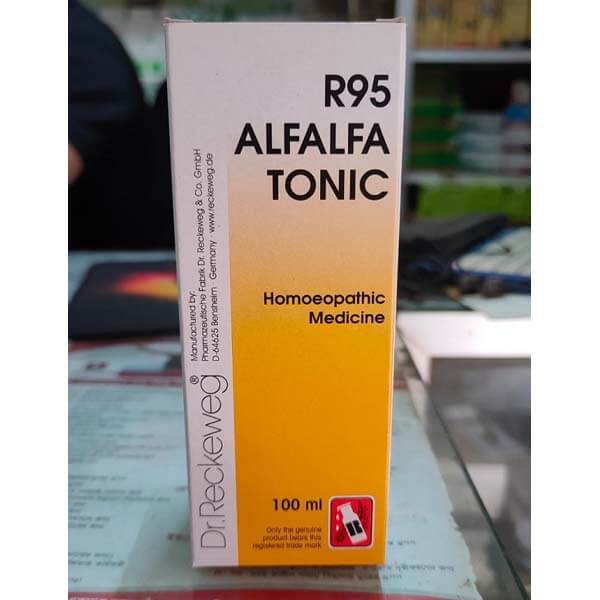 R95
ALFALFA
TONIC
Homoeopathic
Medicine
Manufactured by:
Pharmazeutische Fabrik Dr. Reckeweg & Co. GmbH
D-64625 Bensheim · Germany · www.reckeweg.de
Dr.Reckeweg®
100 ml
Only the genuine
product bears this
registered trade mark
R